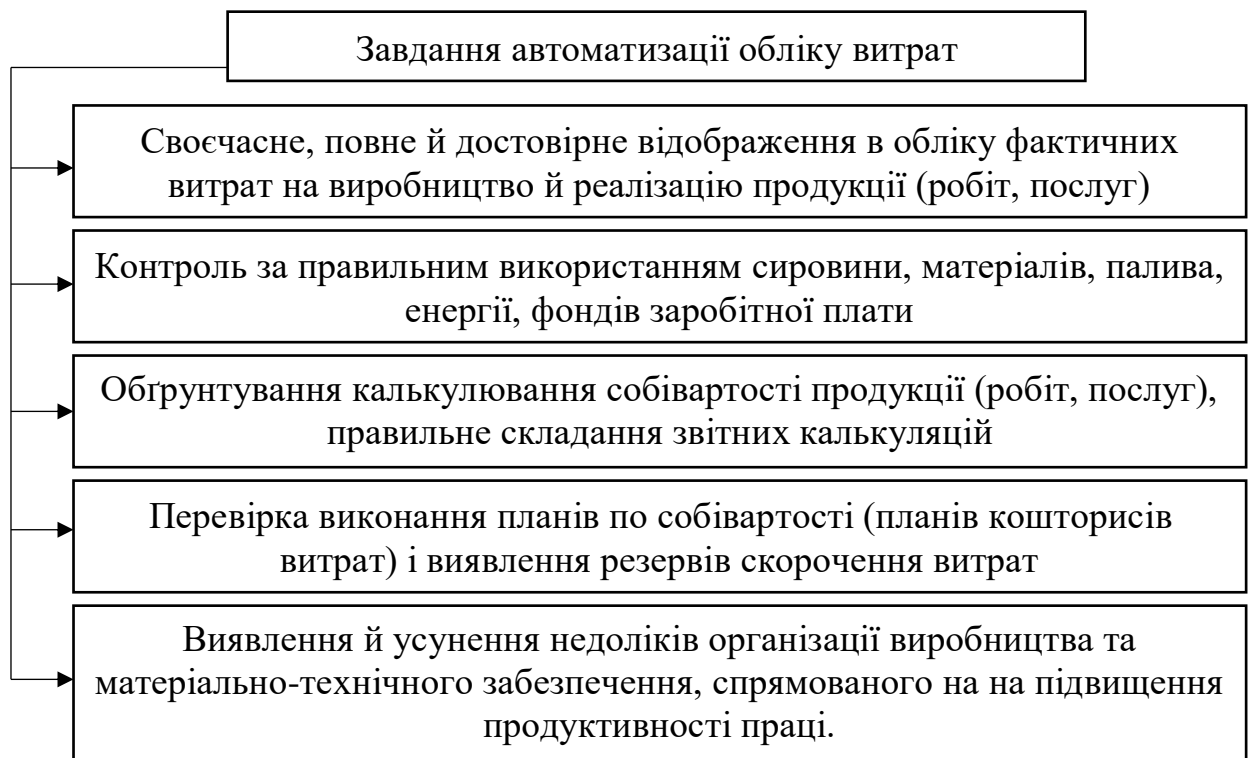 Завдання автоматизації обліку витрат
Своєчасне, повне й достовірне відображення в обліку фактичних
витрат на виробництво й реалізацію продукції (робіт, послуг)
Контроль за правильним використанням сировини, матеріалів, палива,
енергії, фондів заробітної плати
Обґрунтування калькулювання собівартості продукції (робіт, послуг),
правильне складання звітних калькуляцій
Перевірка виконання планів по собівартості (планів кошторисів
витрат) і виявлення резервів скорочення витрат
Виявлення й усунення недоліків організації виробництва та
матеріально-технічного забезпечення, спрямованого на на підвищення
продуктивності праці.